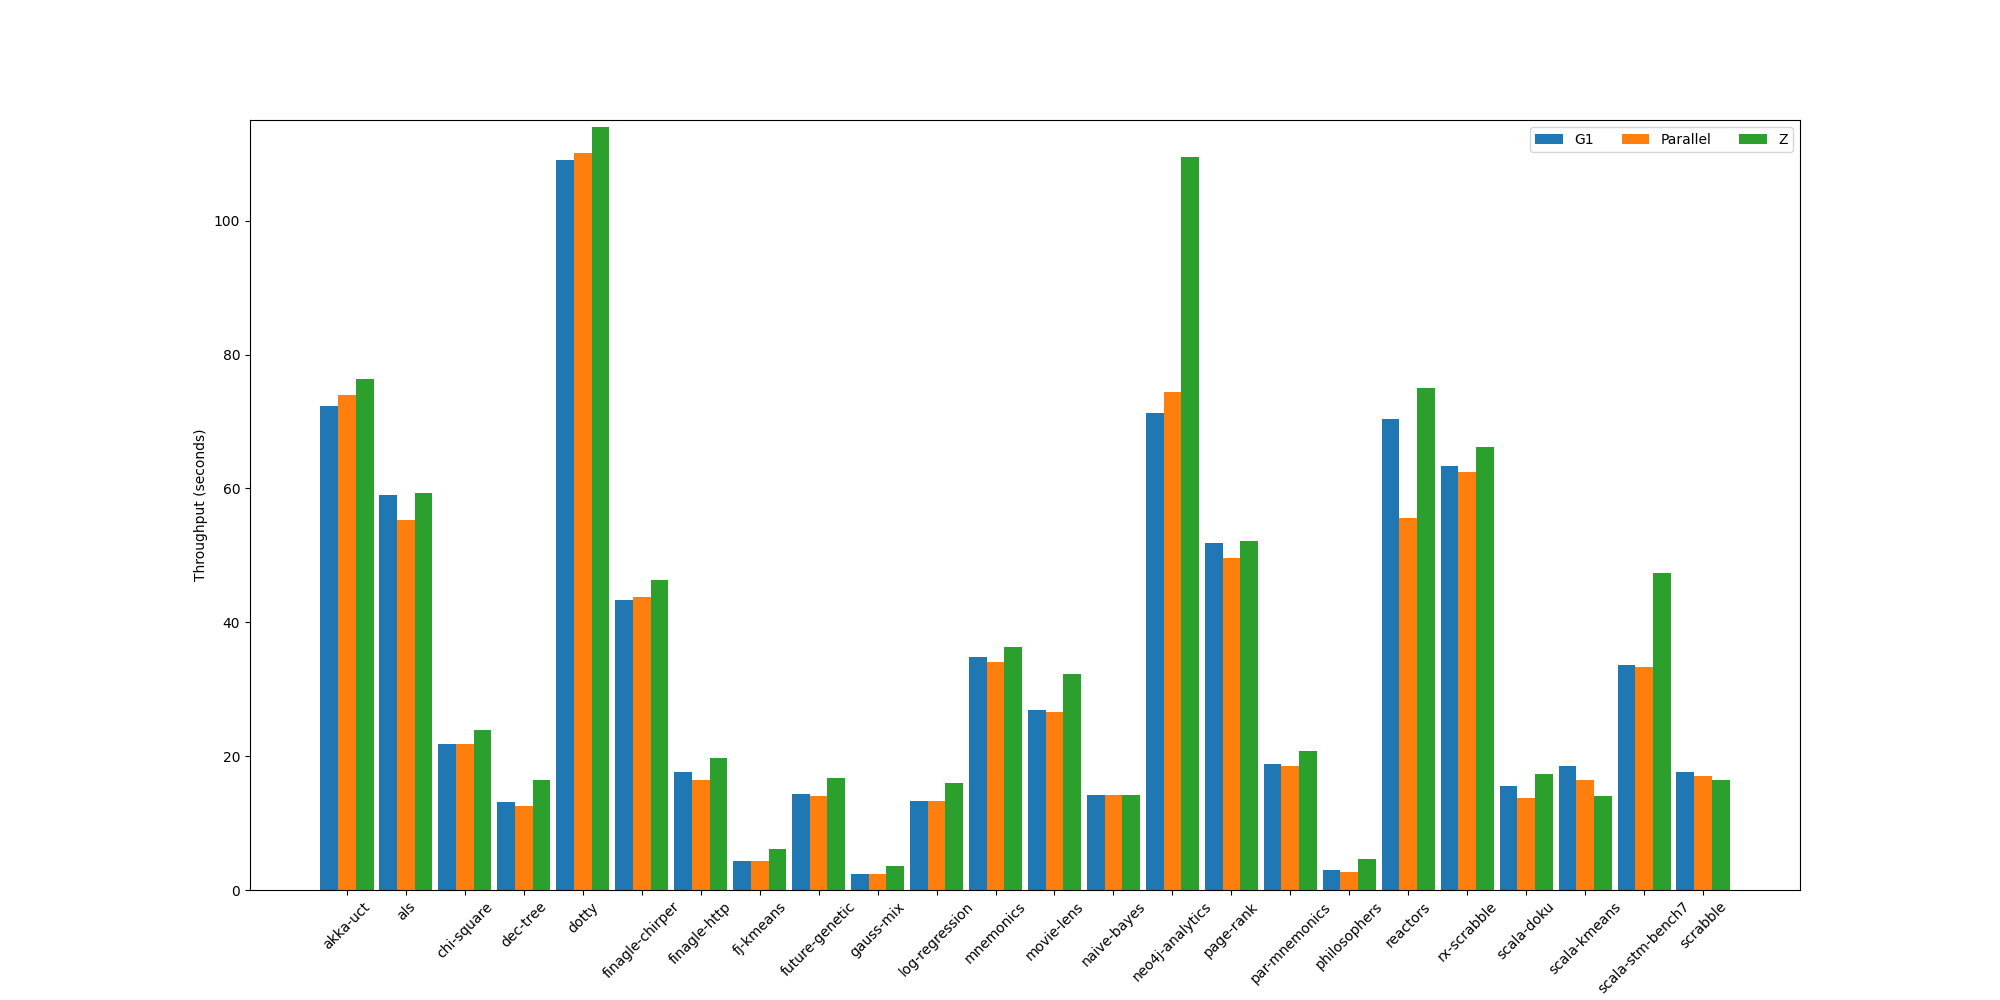 G1 Parallel Z
Throughput (seconds)
100
80
60
40
20
0
akka-uct
als
chi-square
dec-tree
dotty
finagle-chirper
finagle-http
fj-kmeans
future-genetic
gauss-mix
log-regression
mnemonics
movie-lens
naive-bayes
neo4j-analytics
page-rank
par-mnemonics
philosophers
reactors
rx-scrabble
scala-doku
scala-kmeans
scala-stm-bench7
scrabble